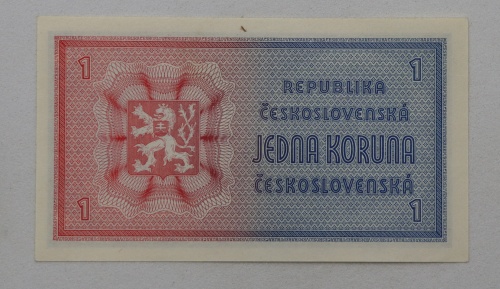 1
1
REPUBLIKA
ČESKOSLOVENSKÁ
JEDNA KORUNA
ČESKOSLOVENSKÁ
1
1